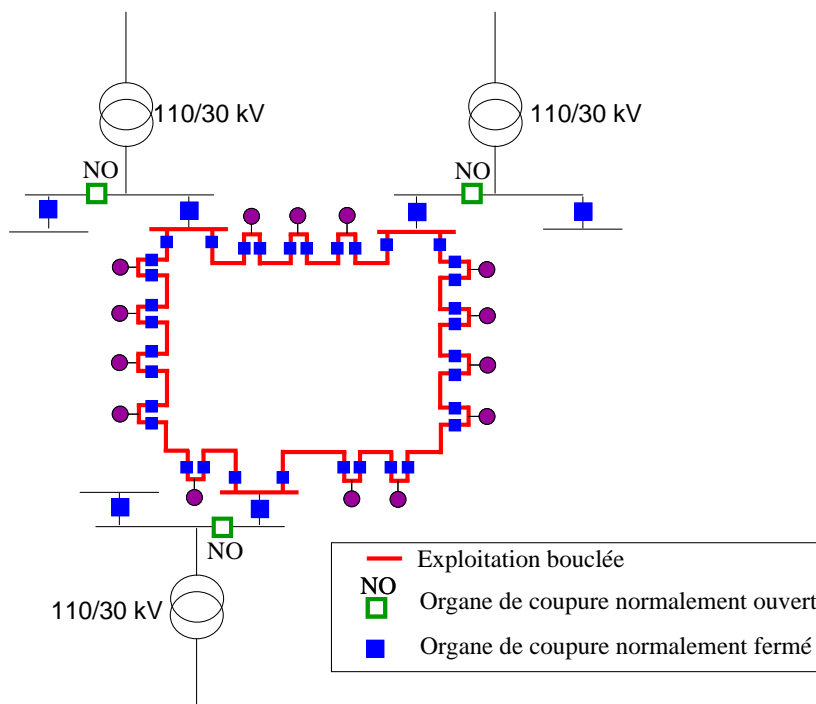 110/30 kV
110/30 kV
NO
NO
NO
110/30 kV
Exploitation bouclée
NO
Organe de coupure normalement ouvert
Organe de coupure normalement fermé